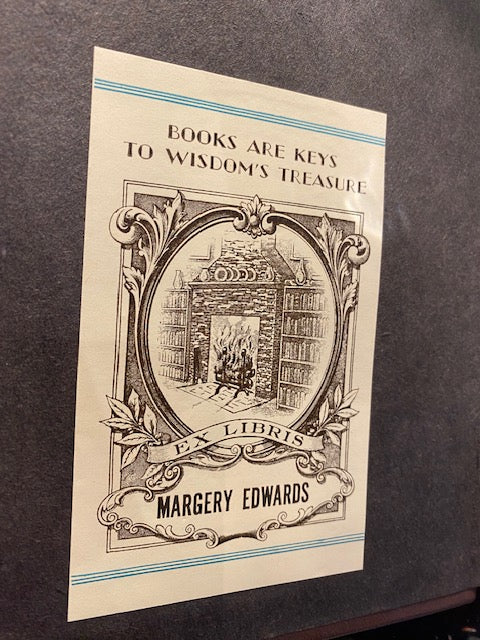 BOOKS ARE KEYS
TO WISDOM'S TREASURE
EX LIBRIS
MARGERY EDWARDS